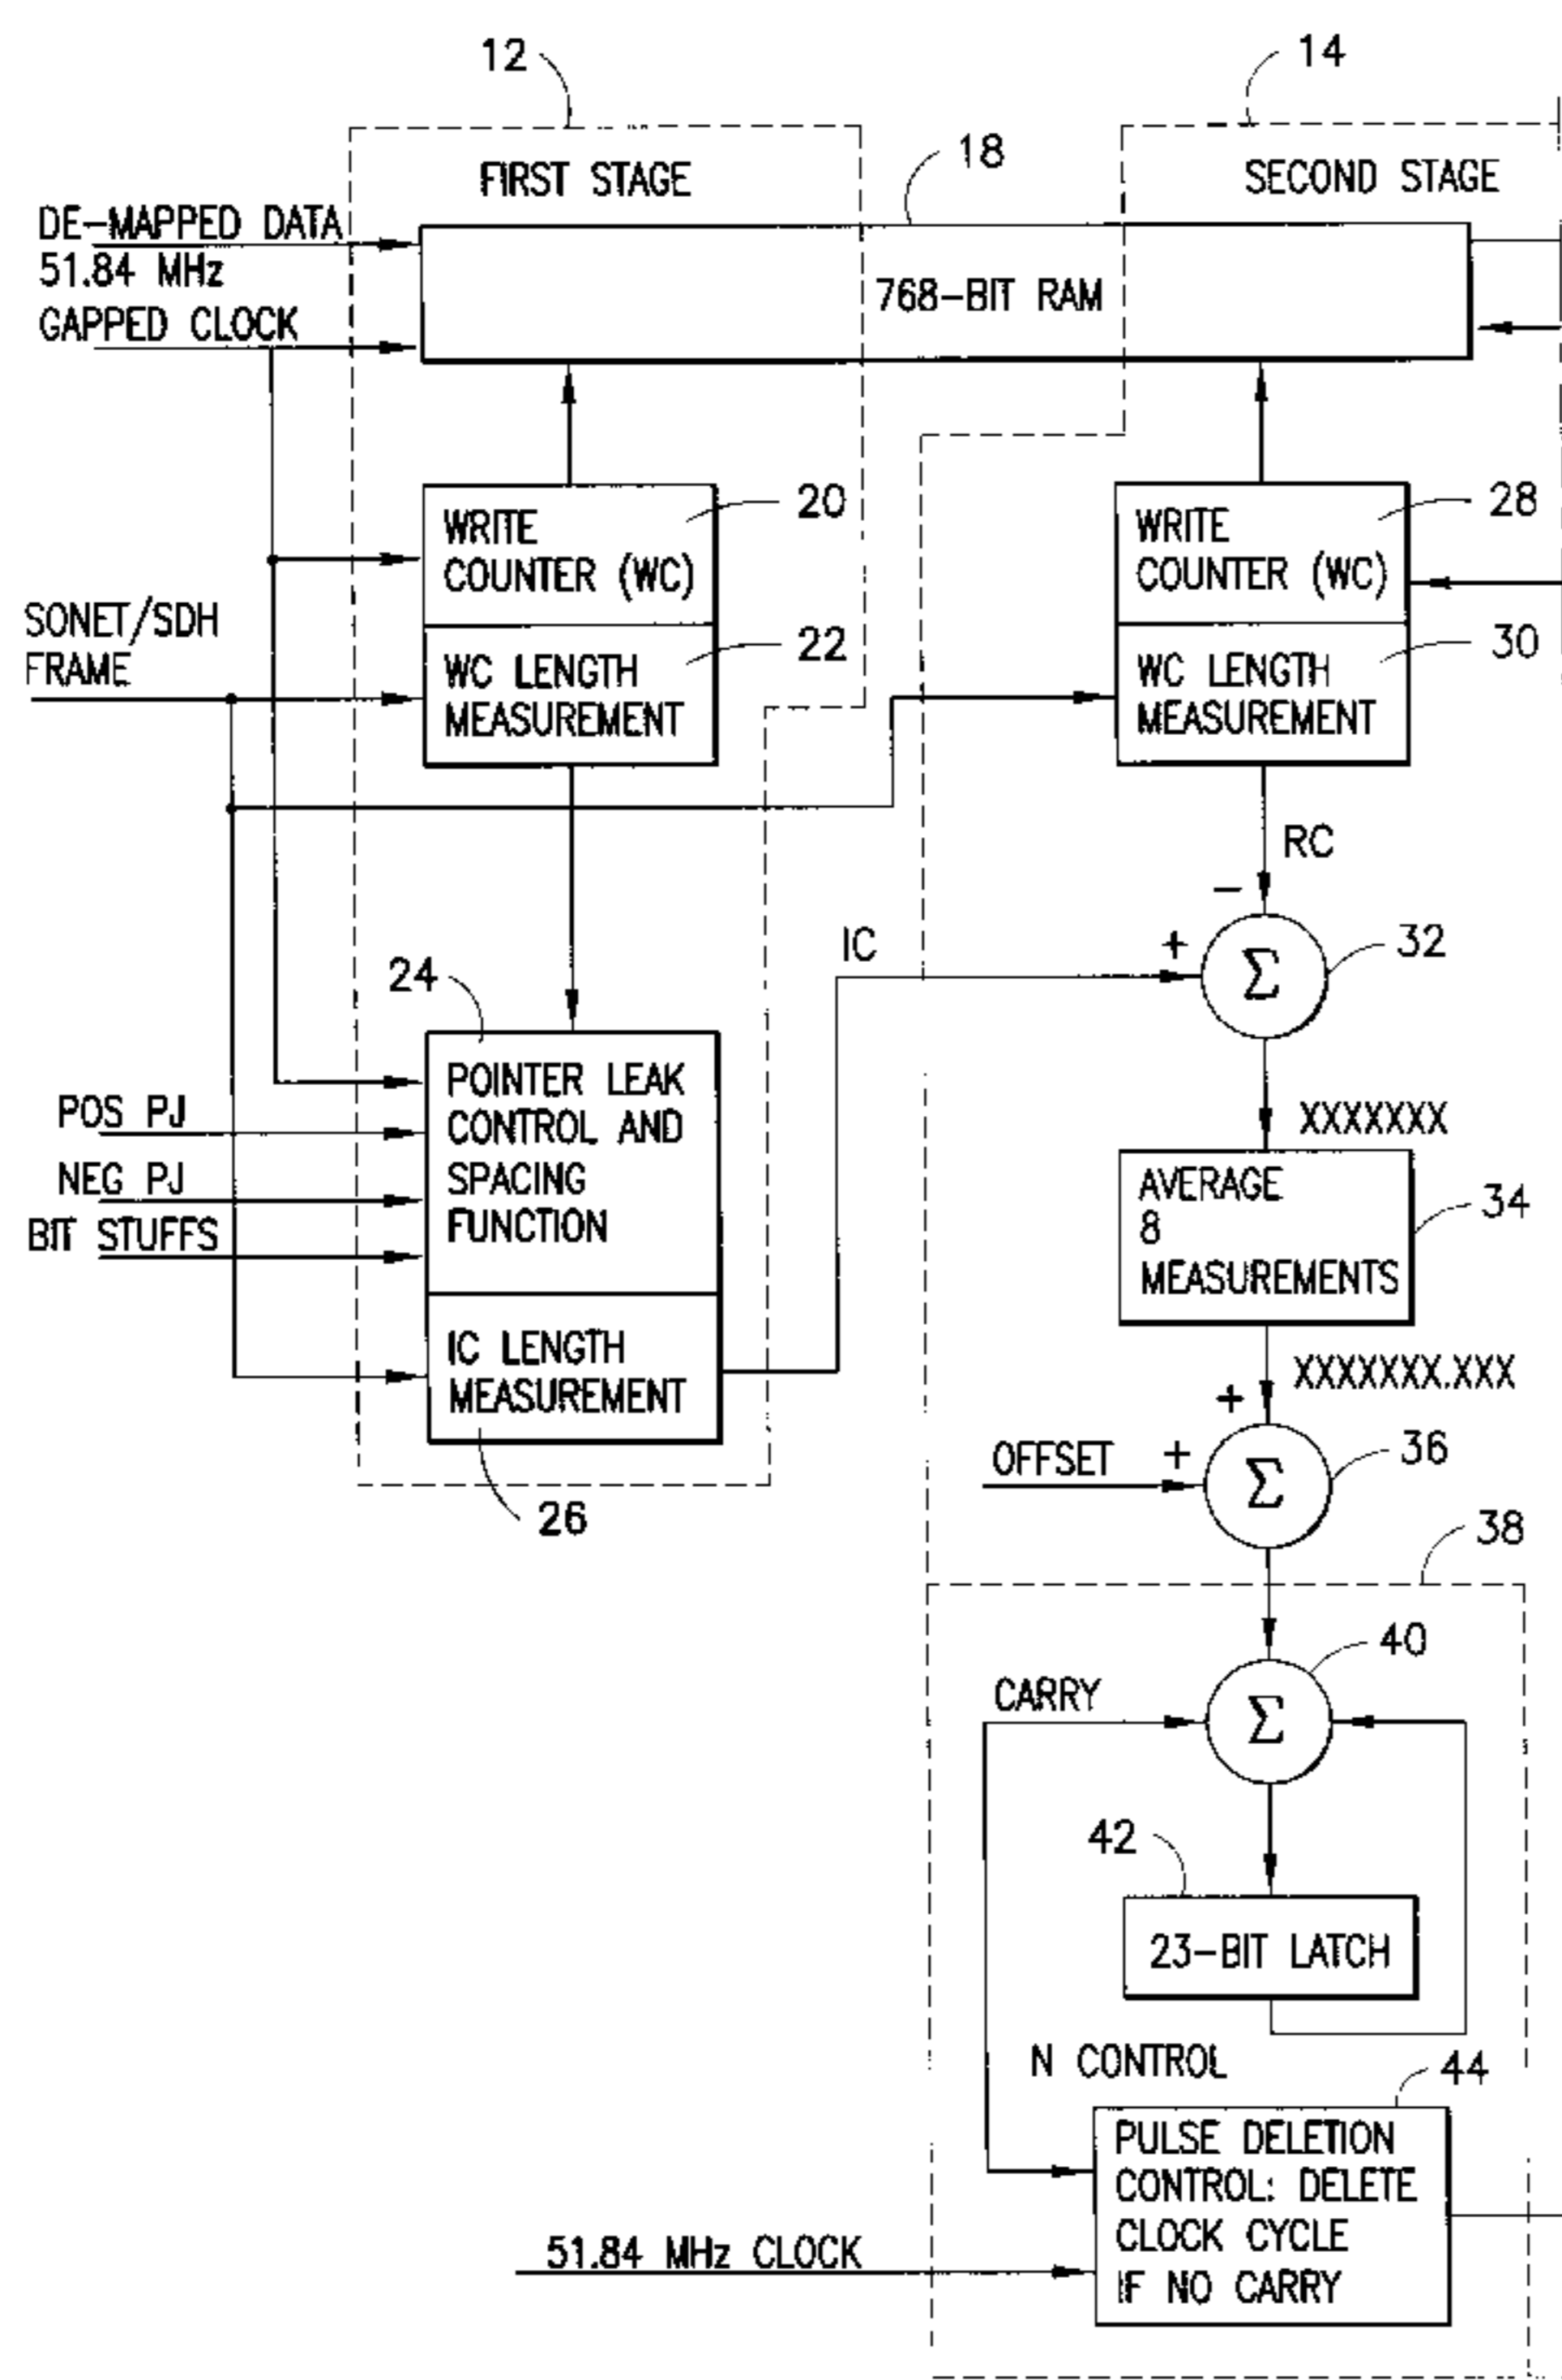 12
14
FIRST STAGE
18
SECOND STAGE
DE-MAPPED DATA
51.84 MHz
GAPPED CLOCK
768-BIT RAM
WRITE
COUNTER (WC)
20
WC LENGTH
MEASUREMENT
22
WRITE
COUNTER (WC)
28
WC LENGTH
MEASUREMENT
30
SONET/SDH
FRAME
RC
−
+
Σ
32
IC
24
POINTER LEAK
CONTROL AND
SPACING
FUNCTION
POS PJ
NEG PJ
BIT STUFFS
XXXXXXX
AVERAGE
8
MEASUREMENTS
34
IC LENGTH
MEASUREMENT
26
XXXXXXX.XXX
+
OFFSET
+
Σ
36
38
40
CARRY
Σ
42
23-BIT LATCH
N CONTROL
44
PULSE DELETION
CONTROL: DELETE
CLOCK CYCLE
IF NO CARRY
51.84 MHz CLOCK